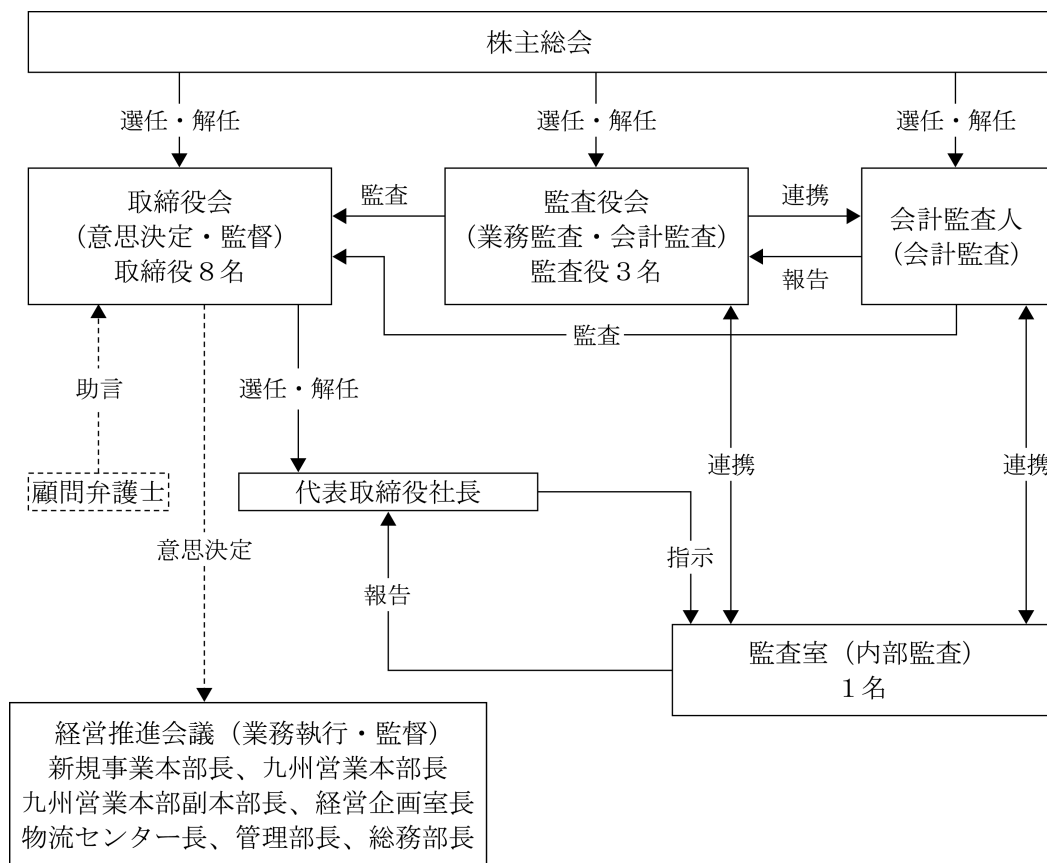 株主総会
選任・解任
選任・解任
選任・解任
取締役会
(意思決定・監督)
取締役8名
監査
監査役会
(業務監査・会計監査)
監査役3名
連携
報告
会計監査人
(会計監査)
監査
助言
選任・解任
顧問弁護士
代表取締役社長
連携
連携
意思決定
指示
報告
監査室(内部監査)
1名
経営推進会議(業務執行・監督)
新規事業本部長、九州営業本部長
九州営業本部副本部長、経営企画室長
物流センター長、管理部長、総務部長